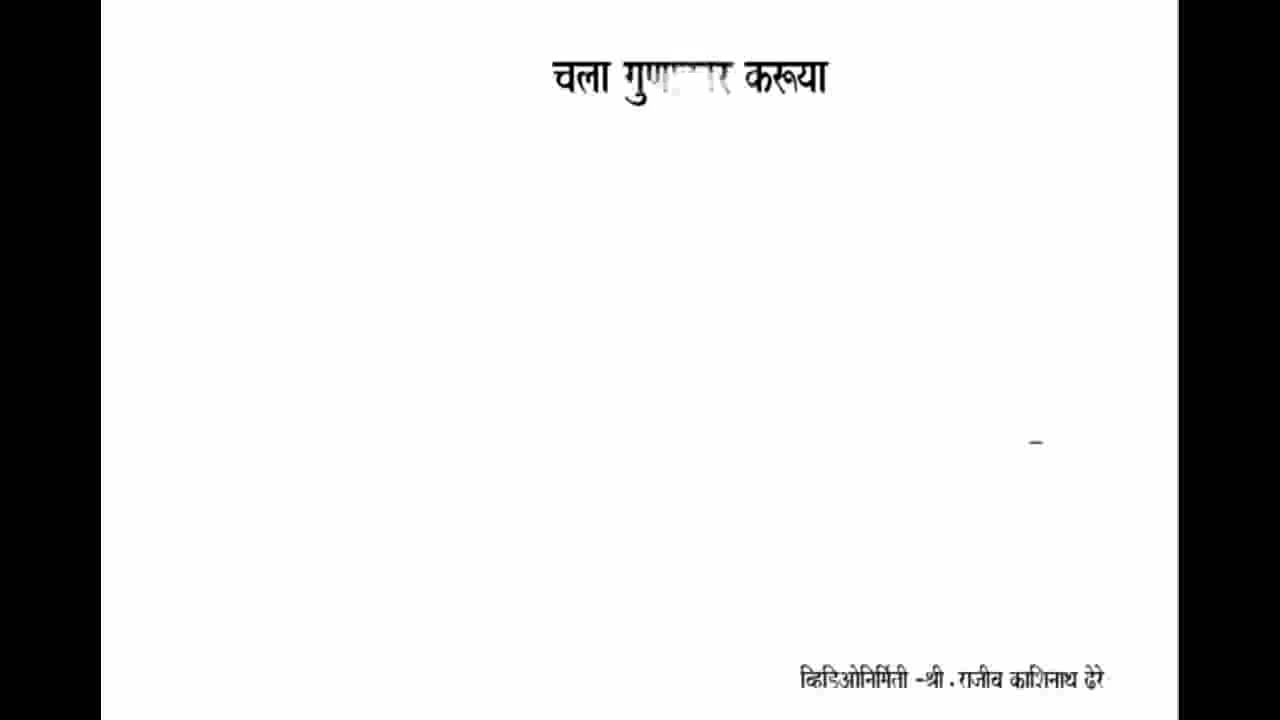 चला गुणाकार करूया
–
व्हिडिओनिर्मिती -श्री . राजीव काशिनाथ ढेरे